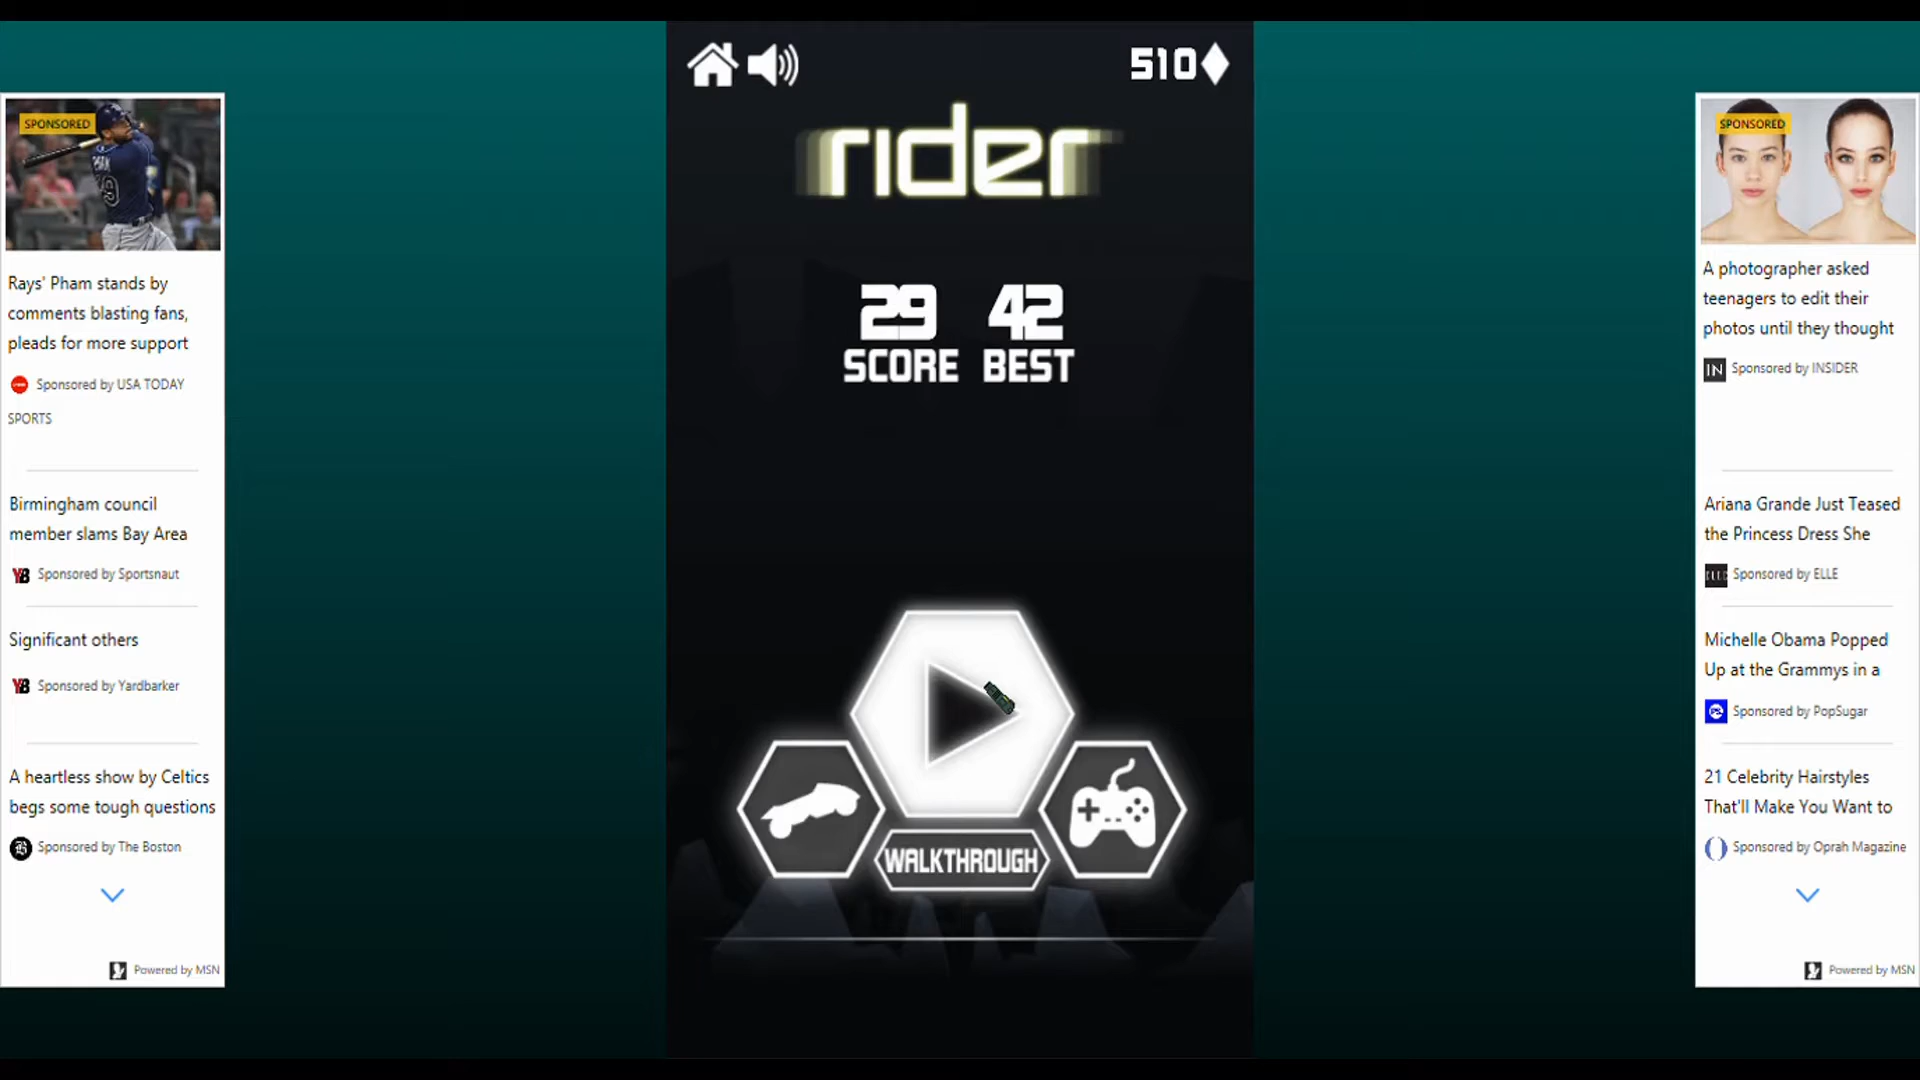 SPONSORED
Rays' Pham stands by
comments blasting fans,
pleads for more support
Sponsored by USA TODAY
SPORTS
Birmingham council
member slams Bay Area
YB Sponsored by Sportsnaut
Significant others
YB Sponsored by Yardbarker
A heartless show by Celtics
begs some tough questions
B Sponsored by The Boston
Powered by MSN
510
rider
29 42
SCORE BEST
WALKTHROUGH
SPONSORED
A photographer asked
teenagers to edit their
photos until they thought
IN Sponsored by INSIDER
Ariana Grande Just Teased
the Princess Dress She
ELLE Sponsored by ELLE
Michelle Obama Popped
Up at the Grammys in a
Sponsored by PopSugar
21 Celebrity Hairstyles
That'll Make You Want to
Sponsored by Oprah Magazine
Powered by MSN